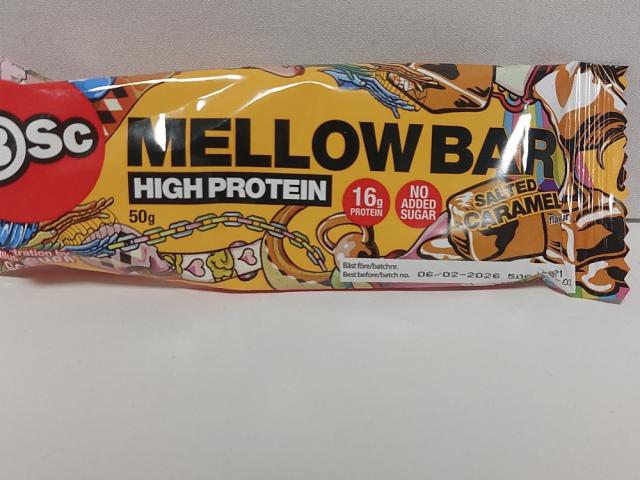 BSC
MELLOW BAR
HIGH PROTEIN
50g
16g
PROTEIN
NO
ADDED
SUGAR
SALTED
CARAMEL
flavour
Bäst före/batchnr.
Best before/batch no. 06/02-2026